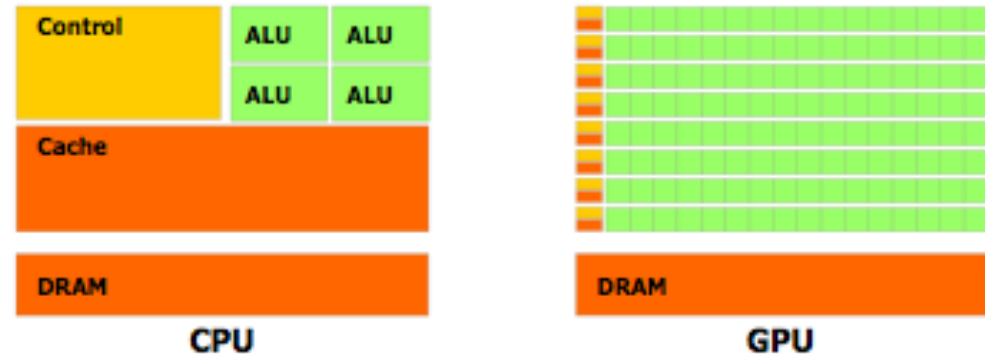 Control
ALU ALU
ALU ALU
Cache
DRAM
CPU
DRAM
GPU